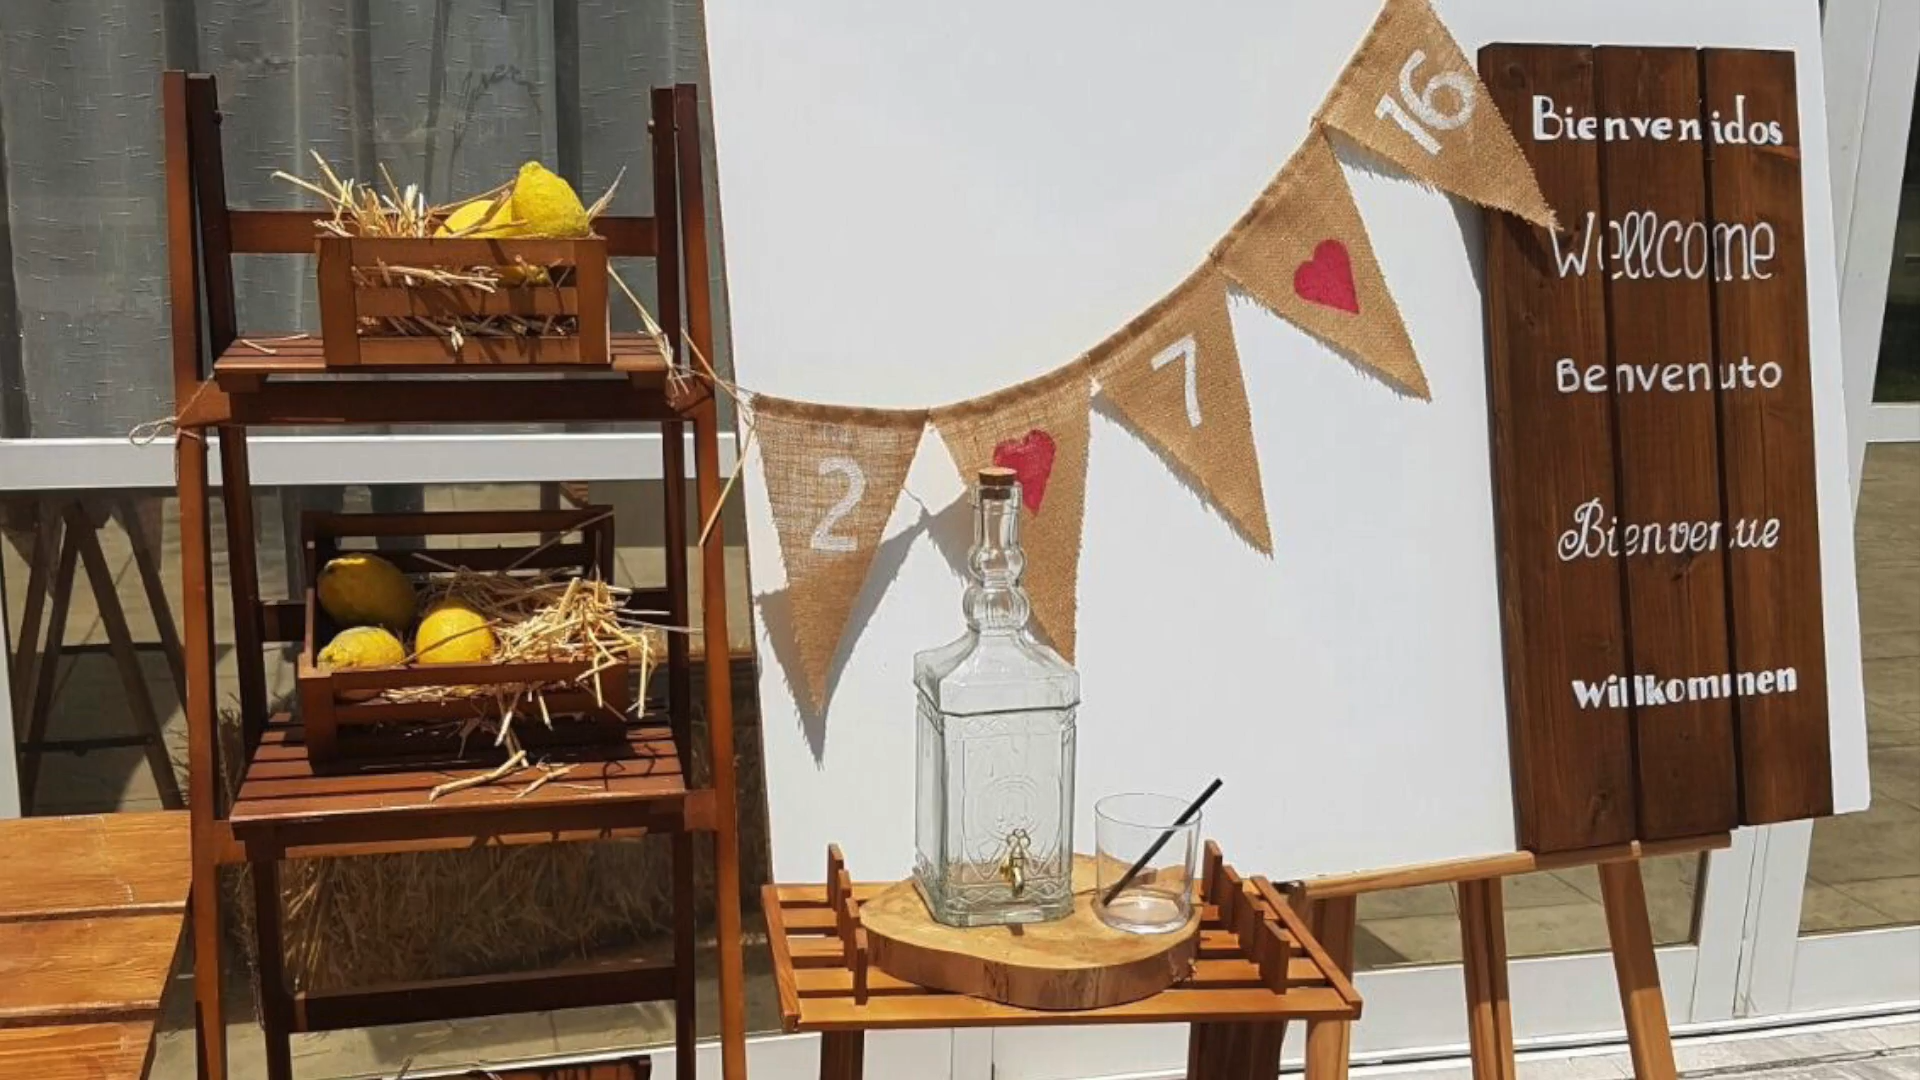 2 ♥ 7 ♥ 16
Bienvenidos
Wellcome
Benvenuto
Bienvenue
Willkommen